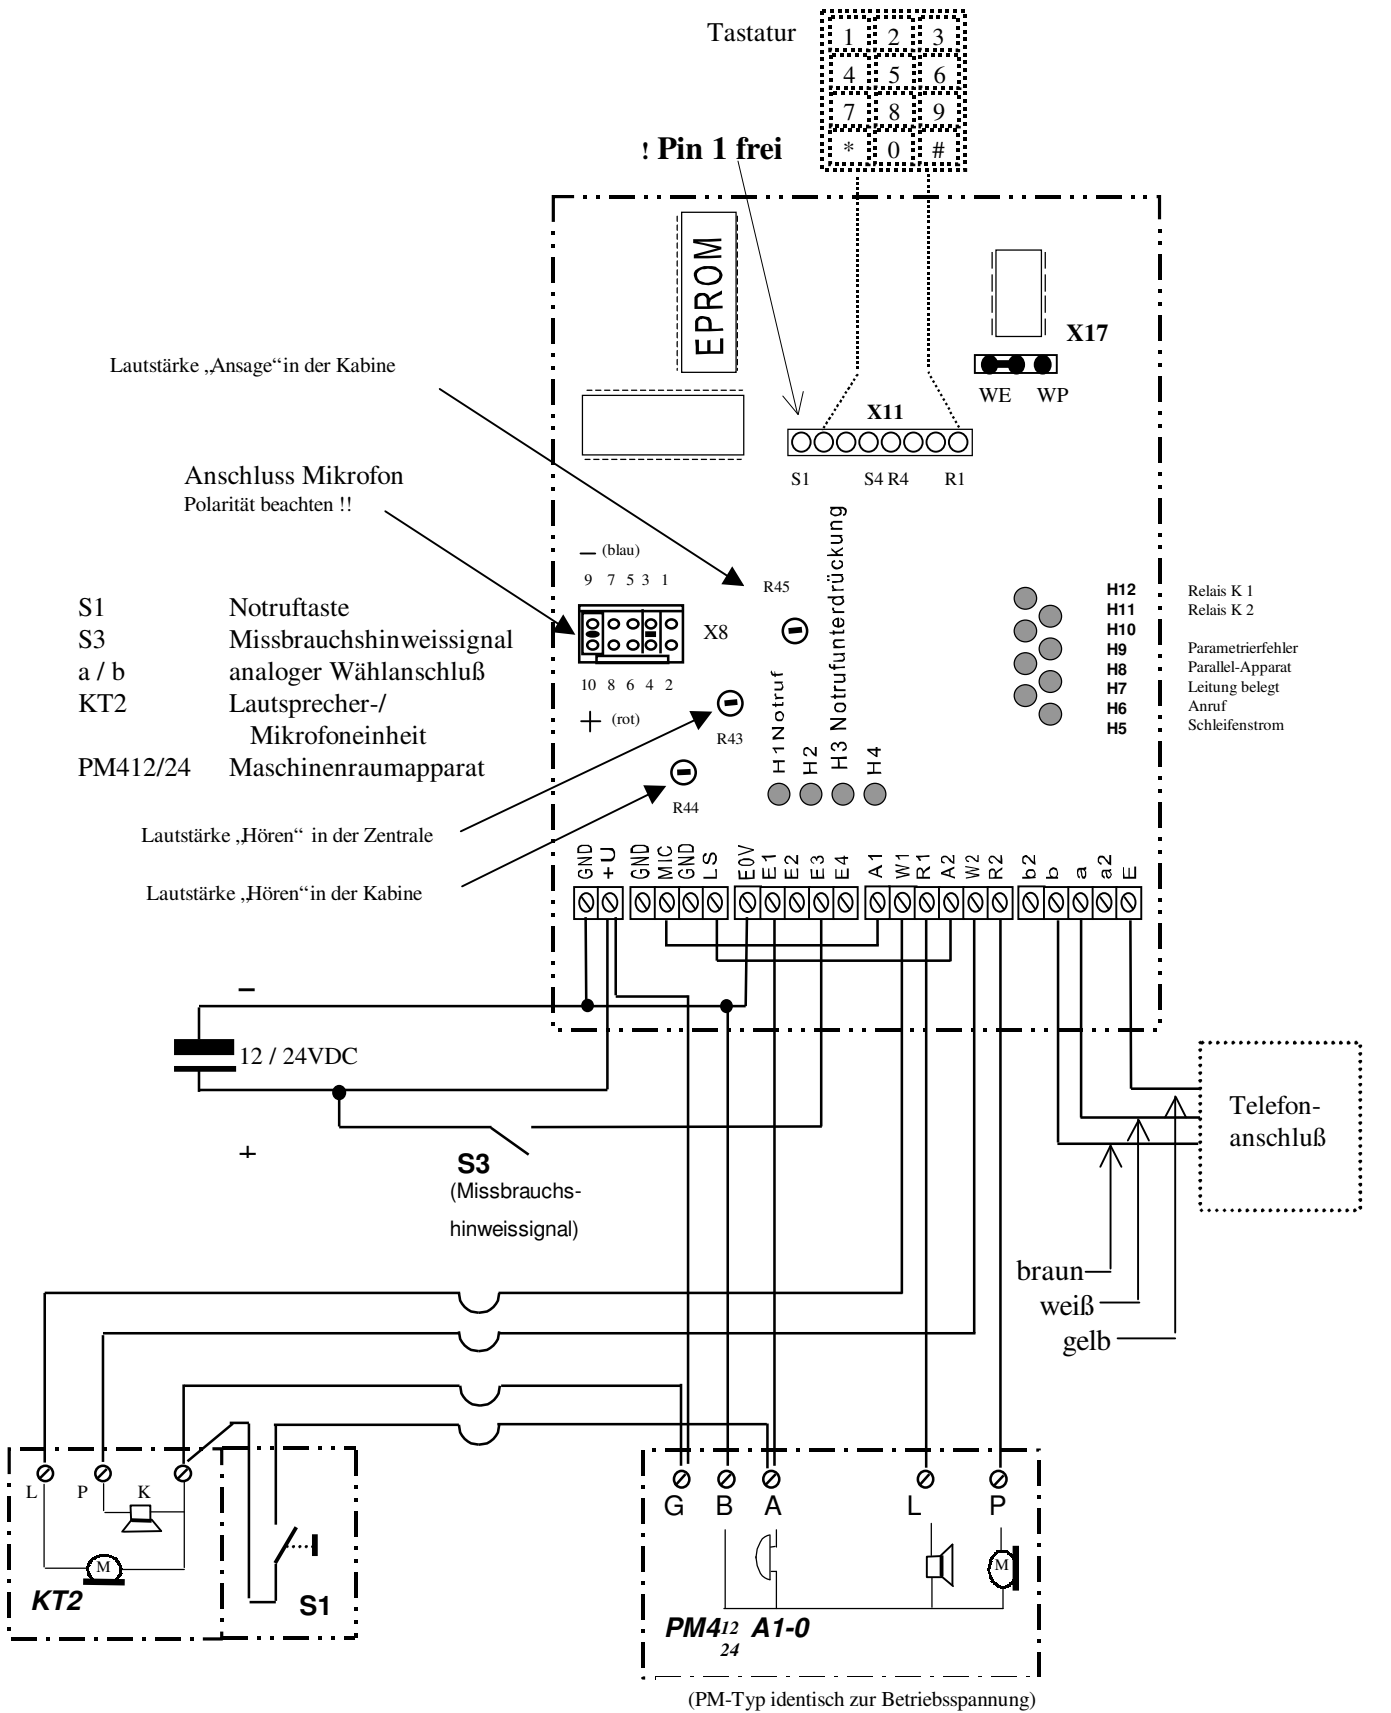 Tastatur
1 2 3
4 5 6
7 8 9
* 0 #
! Pin 1 frei
EPROM
X17
WE WP
Lautstärke „Ansage“ in der Kabine
X11
S1 S4 R4 R1
Anschluss Mikrofon
Polarität beachten !!
– (blau)
9 7 5 3 1
X8
10 8 6 4 2
+ (rot)
R45
R43
R44
S1 Notruftaste
S3 Missbrauchshinweissignal
a / b analoger Wählanschluß
KT2 Lautsprecher-/
Mikrofoneinheit
PM412/24 Maschinenraumapparat
H1 Notruf
H2
H3 Notrufunterdrückung
H4
H12 Relais K 1
H11 Relais K 2
H10
H9 Parametrierfehler
H8 Parallel-Apparat
H7 Leitung belegt
H6 Anruf
H5 Schleifenstrom
Lautstärke „Hören“ in der Zentrale
Lautstärke „Hören“ in der Kabine
GND +U GND MIC GND LS E0V E1 E2 E3 E4 A1 W1 R1 A2 W2 R2 b2 b a a2 E
–
12 / 24VDC
+
S3
(Missbrauchs-
hinweissignal)
Telefon-
anschluß
braun
weiß
gelb
L P K
M
KT2
S1
G B A L P
M
PM4 12 A1-0
24
(PM-Typ identisch zur Betriebsspannung)